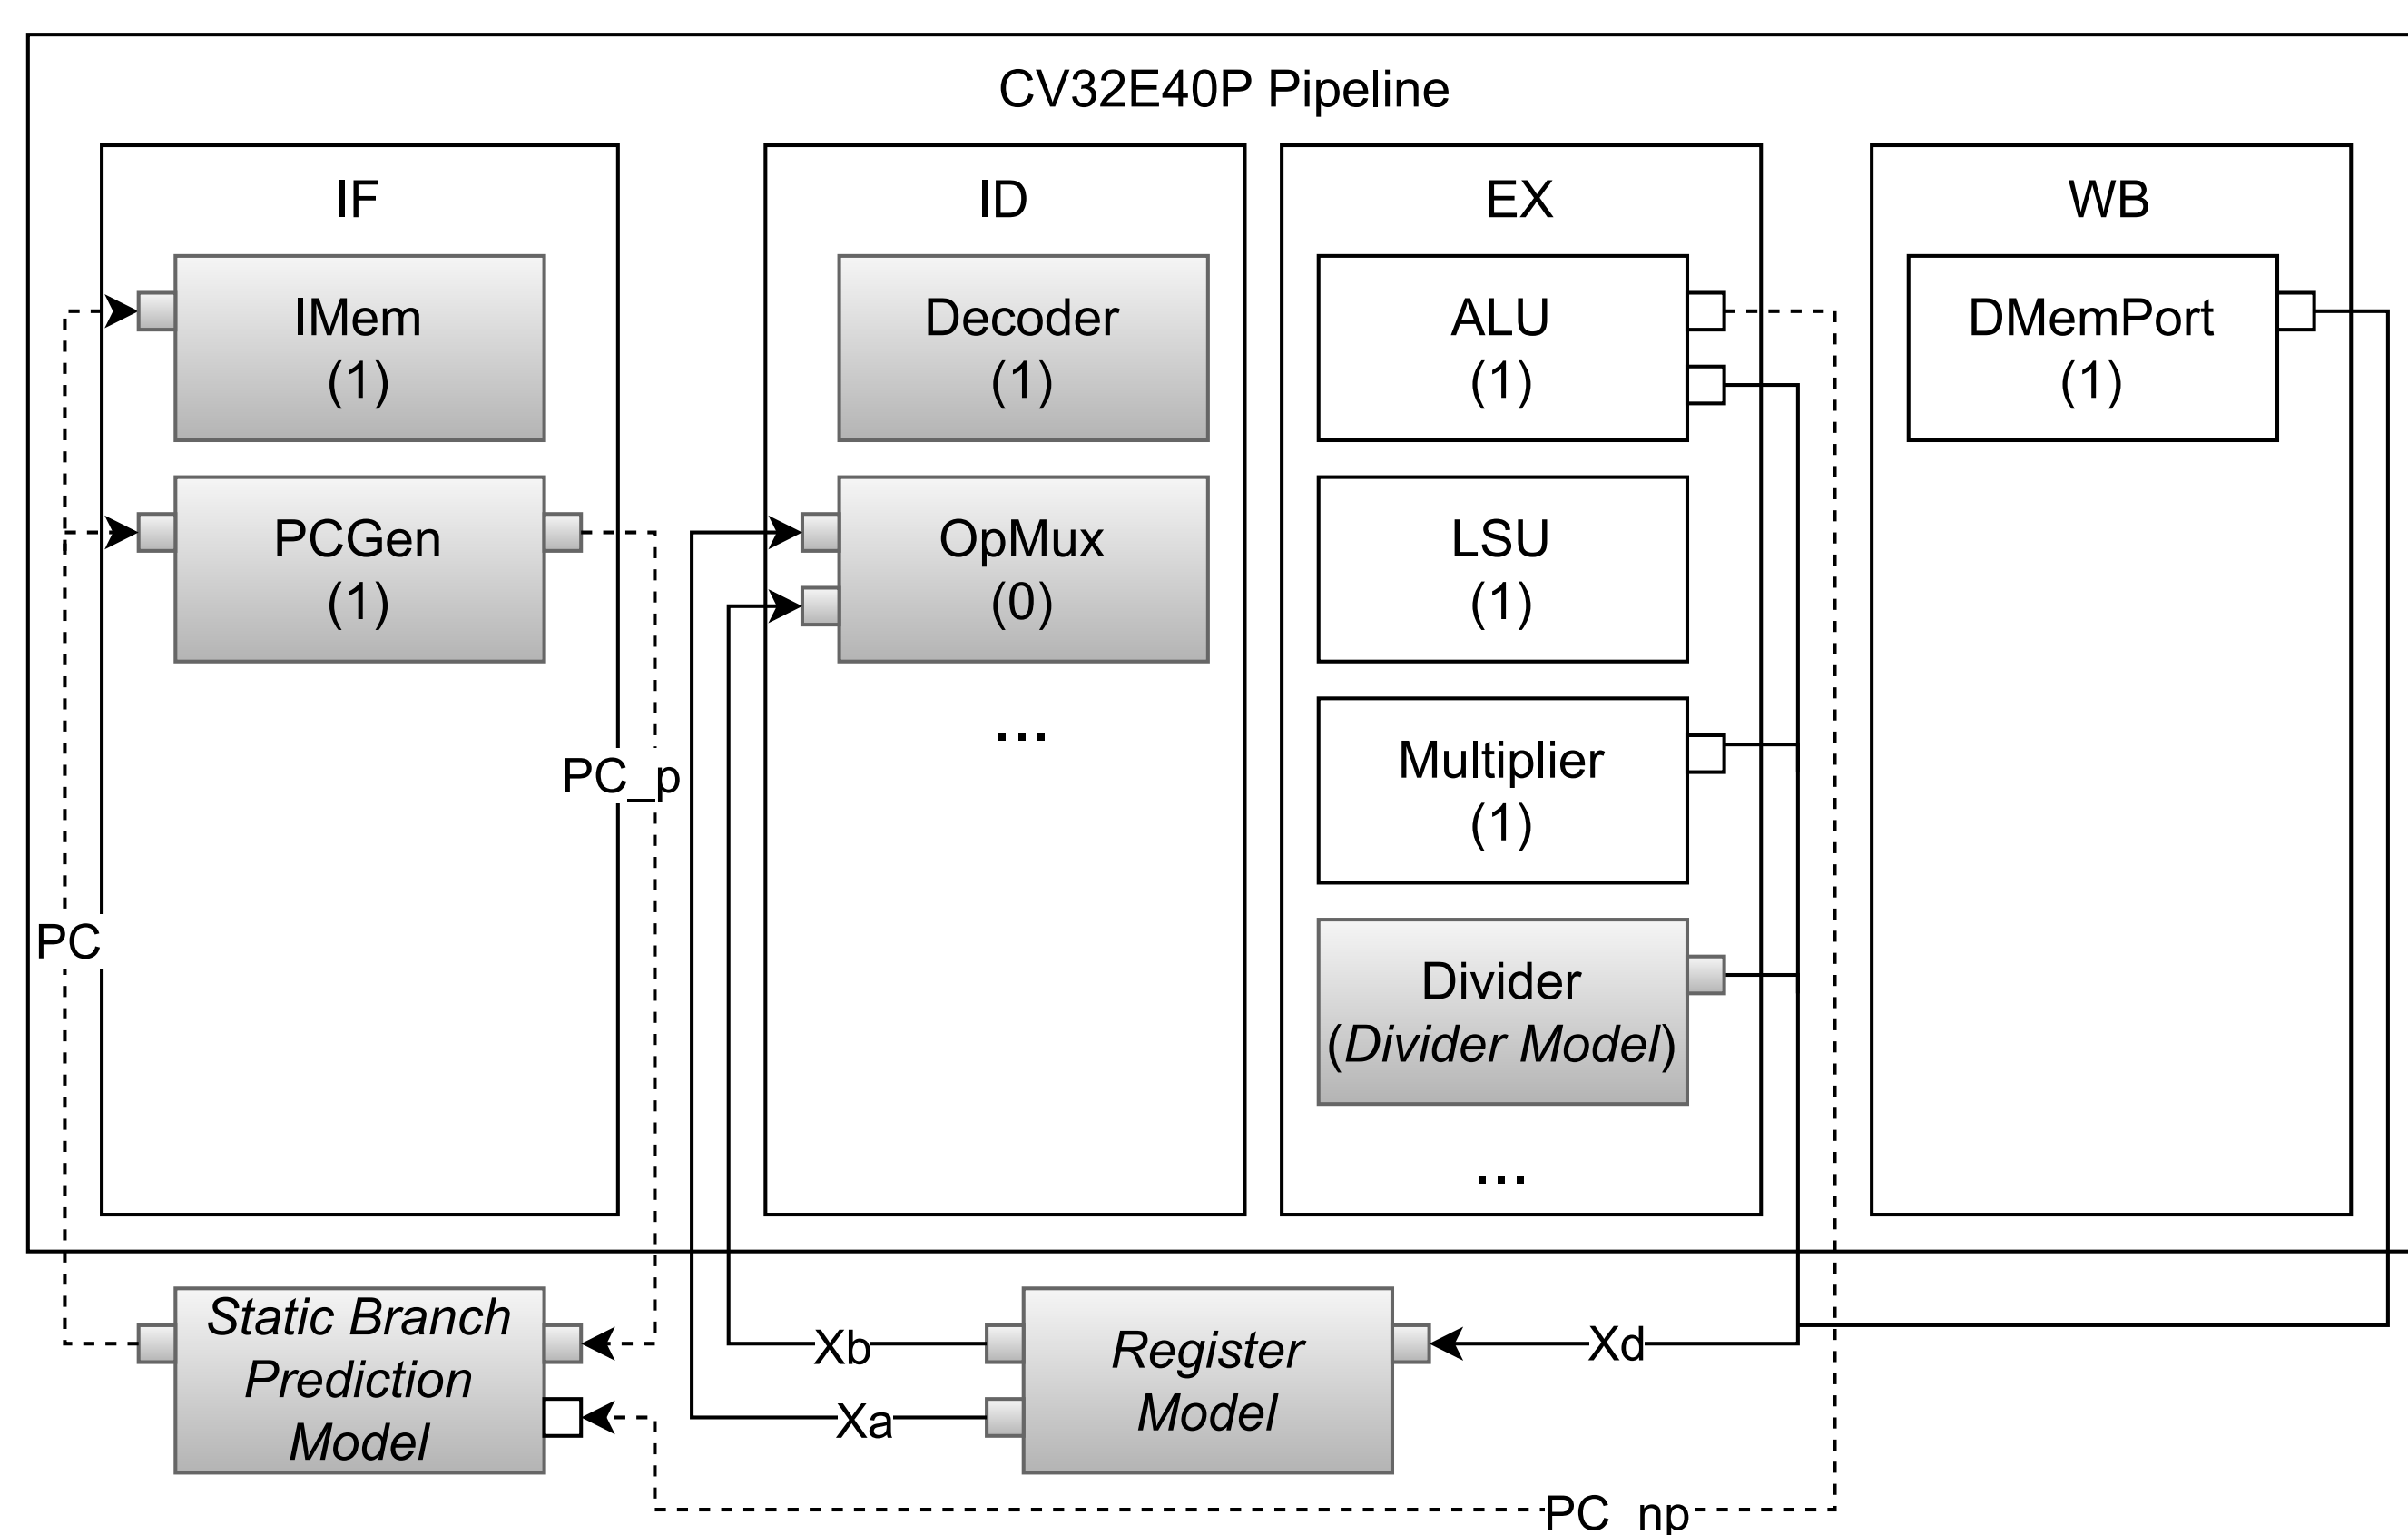 CV32E40P Pipeline
IF
IMem
(1)
PCGen
(1)
ID
Decoder
(1)
OpMux
(0)
...
EX
ALU
(1)
LSU
(1)
Multiplier
(1)
Divider
(Divider Model)
...
WB
DMemPort
(1)
PC_p
PC
Static Branch
Prediction
Model
Xb
Xa
Register
Model
Xd
PC_np